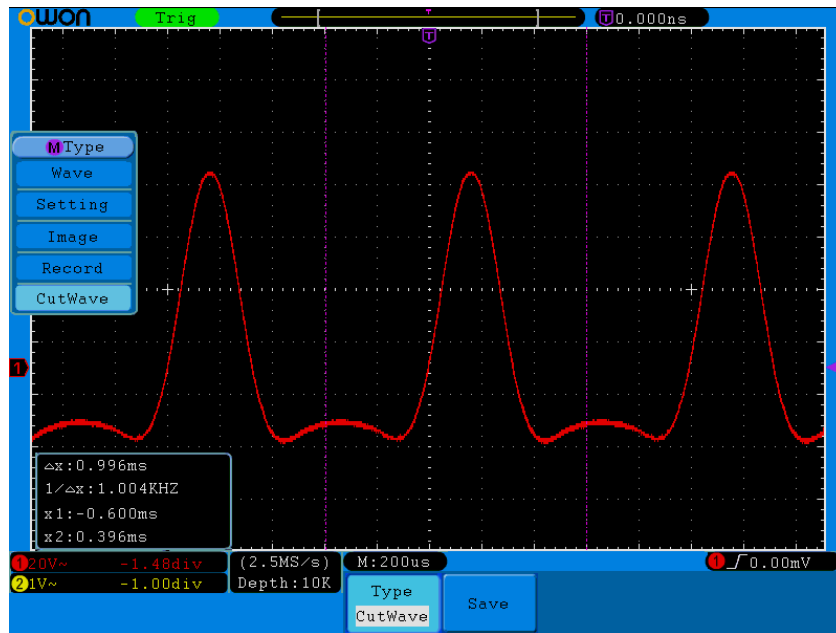 OWON
Trig
T
0.000ns
T
M Type
Wave
Setting
Image
Record
CutWave
1
△x:0.996ms
1/△x:1.004KHZ
x1:-0.600ms
x2:0.396ms
1 20V~ -1.48div
2 1V~ -1.00div
(2.5MS/s)
Depth:10K
M:200us
1 0.00mV
Type
CutWave
Save